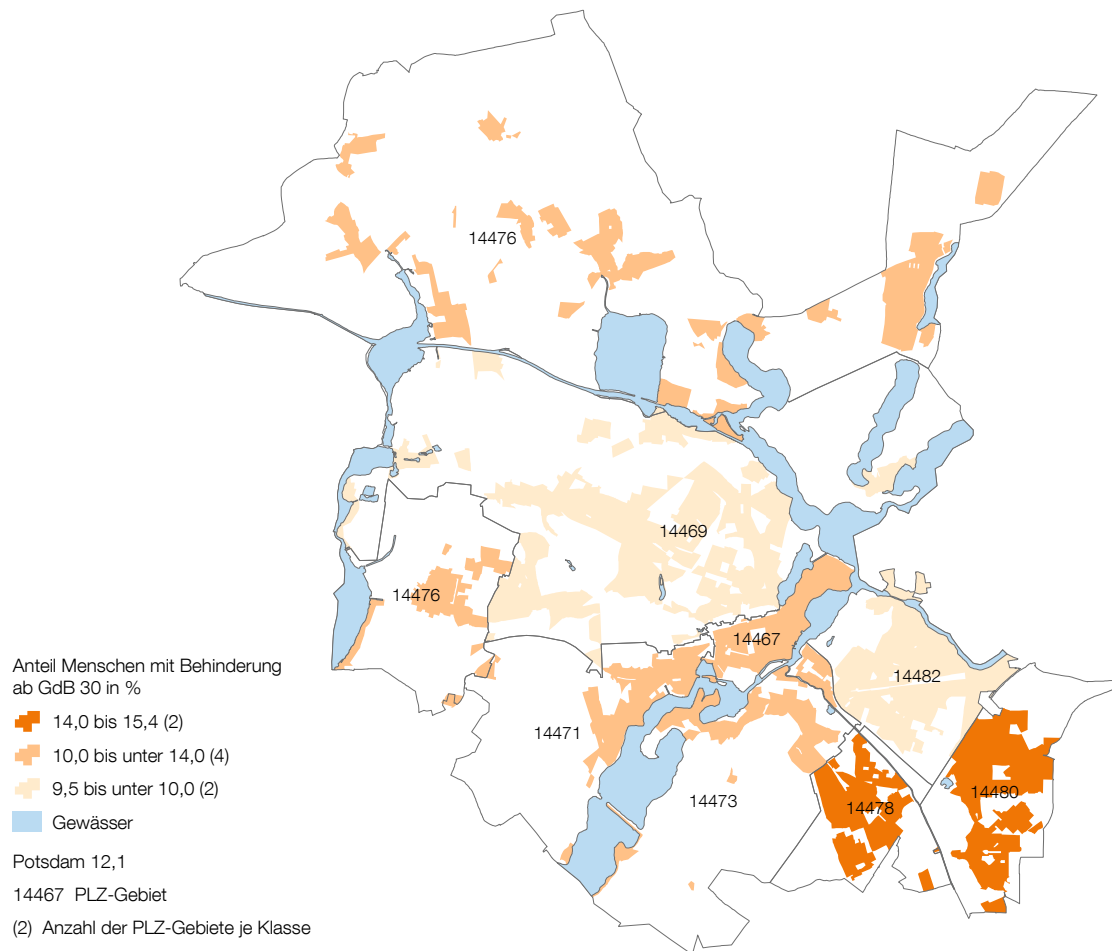 14476
14469
14476
14467
14482
14471
14473
14478
14480
Anteil Menschen mit Behinderung
ab GdB 30 in %
14,0 bis 15,4 (2)
10,0 bis unter 14,0 (4)
9,5 bis unter 10,0 (2)
Gewässer
Potsdam 12,1
14467 PLZ-Gebiet
(2) Anzahl der PLZ-Gebiete je Klasse